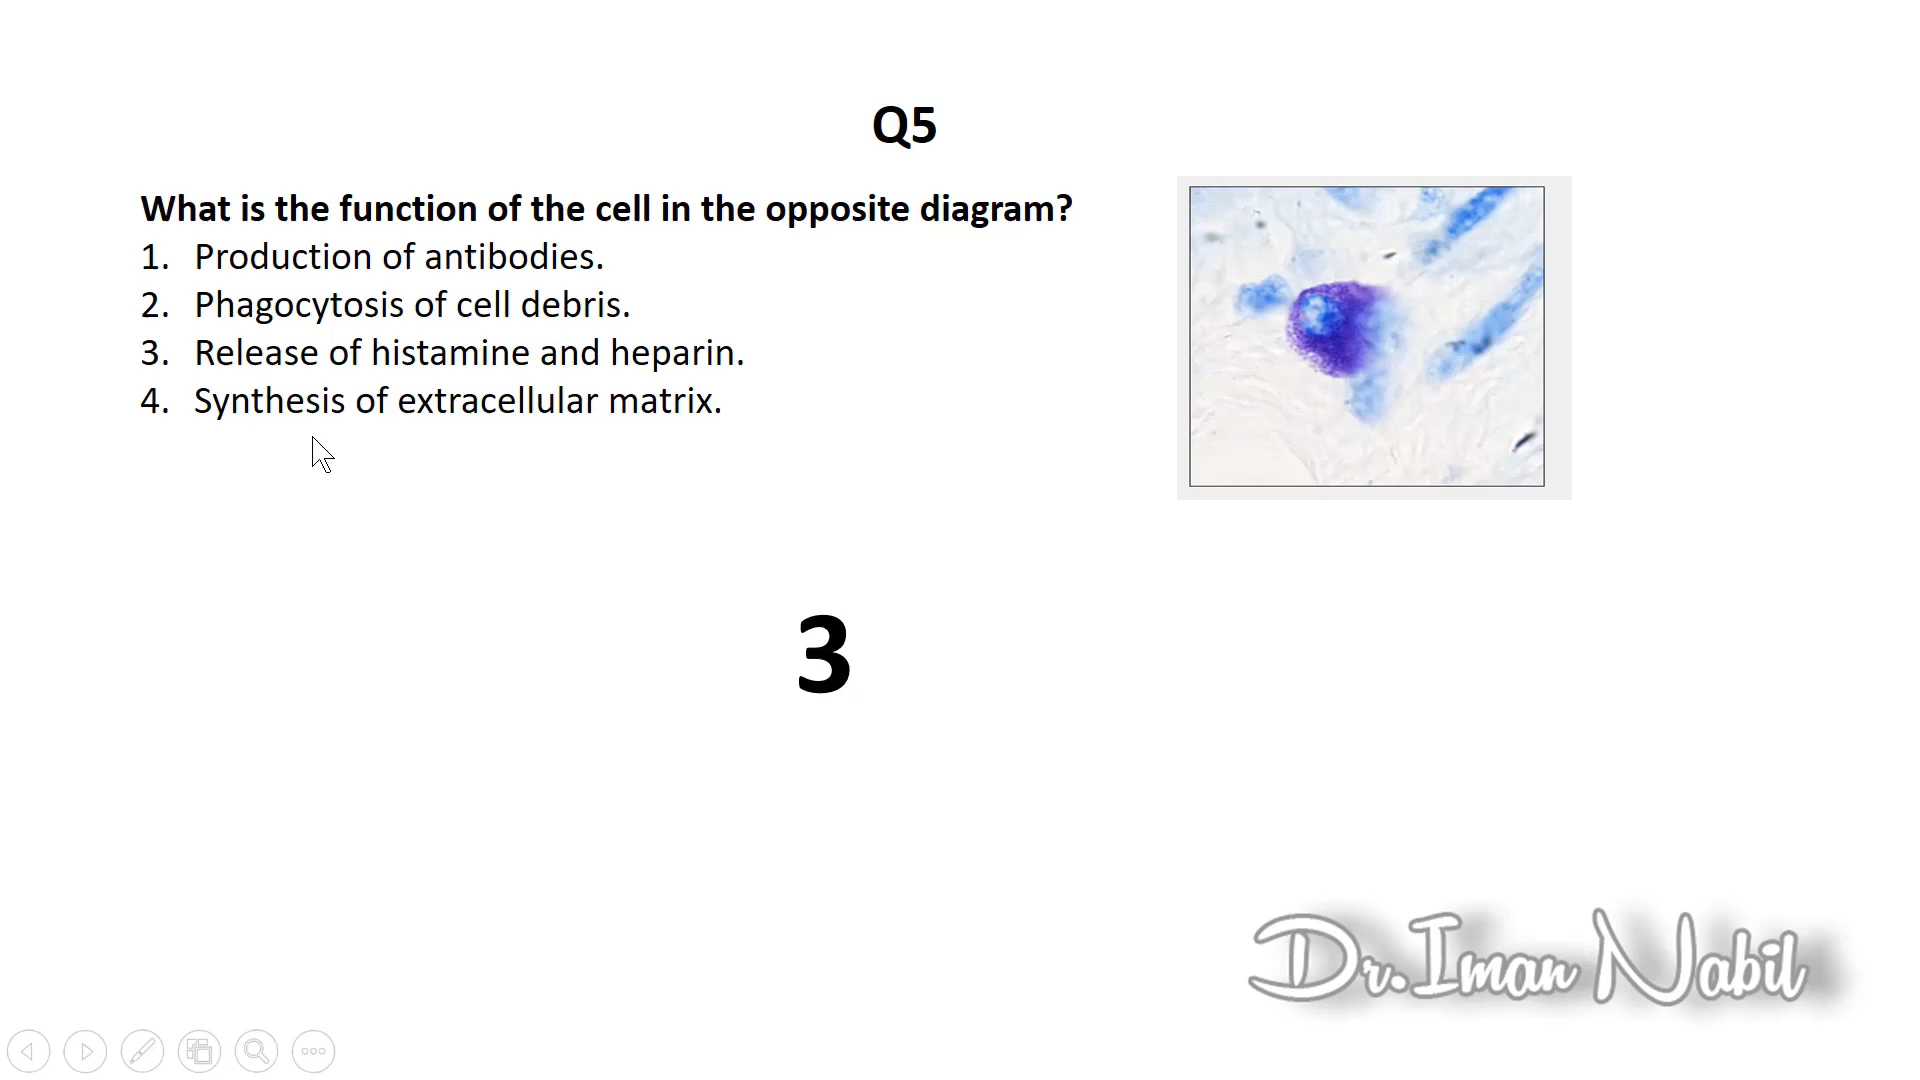 Q5
What is the function of the cell in the opposite diagram?
1. Production of antibodies.
2. Phagocytosis of cell debris.
3. Release of histamine and heparin.
4. Synthesis of extracellular matrix.
3
Dr.Iman Nabil